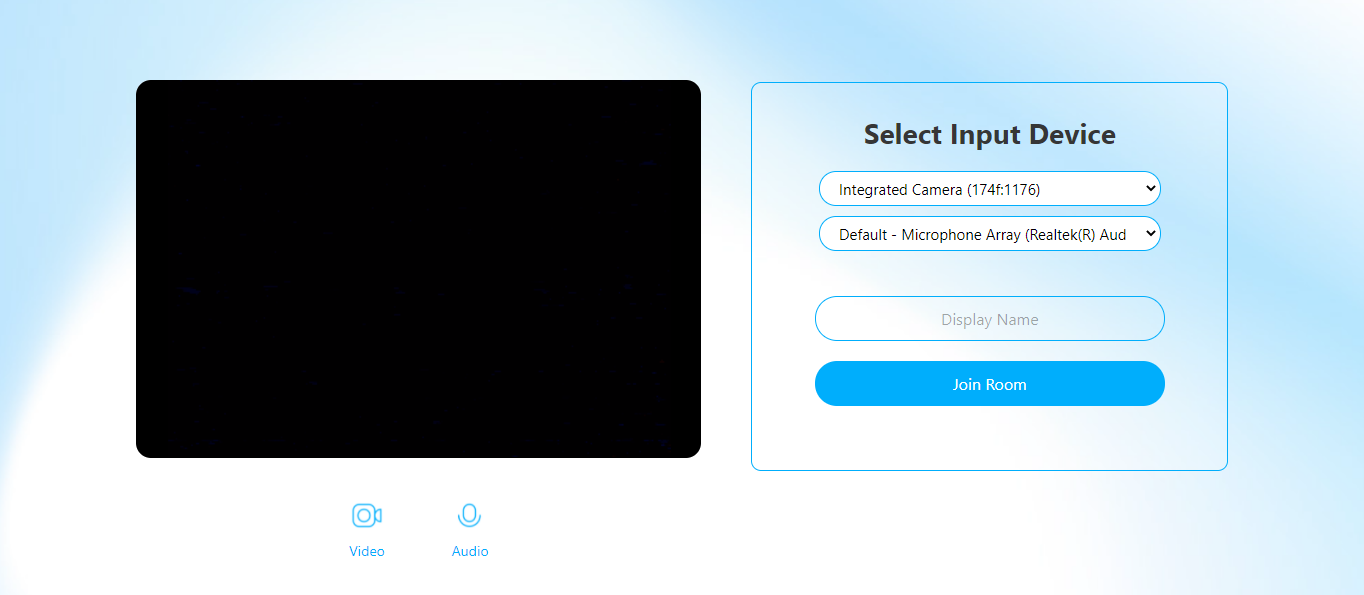 Select Input Device
Integrated Camera (174f:1176)
Default - Microphone Array (Realtek(R) Aud
Display Name
Join Room
Video
Audio